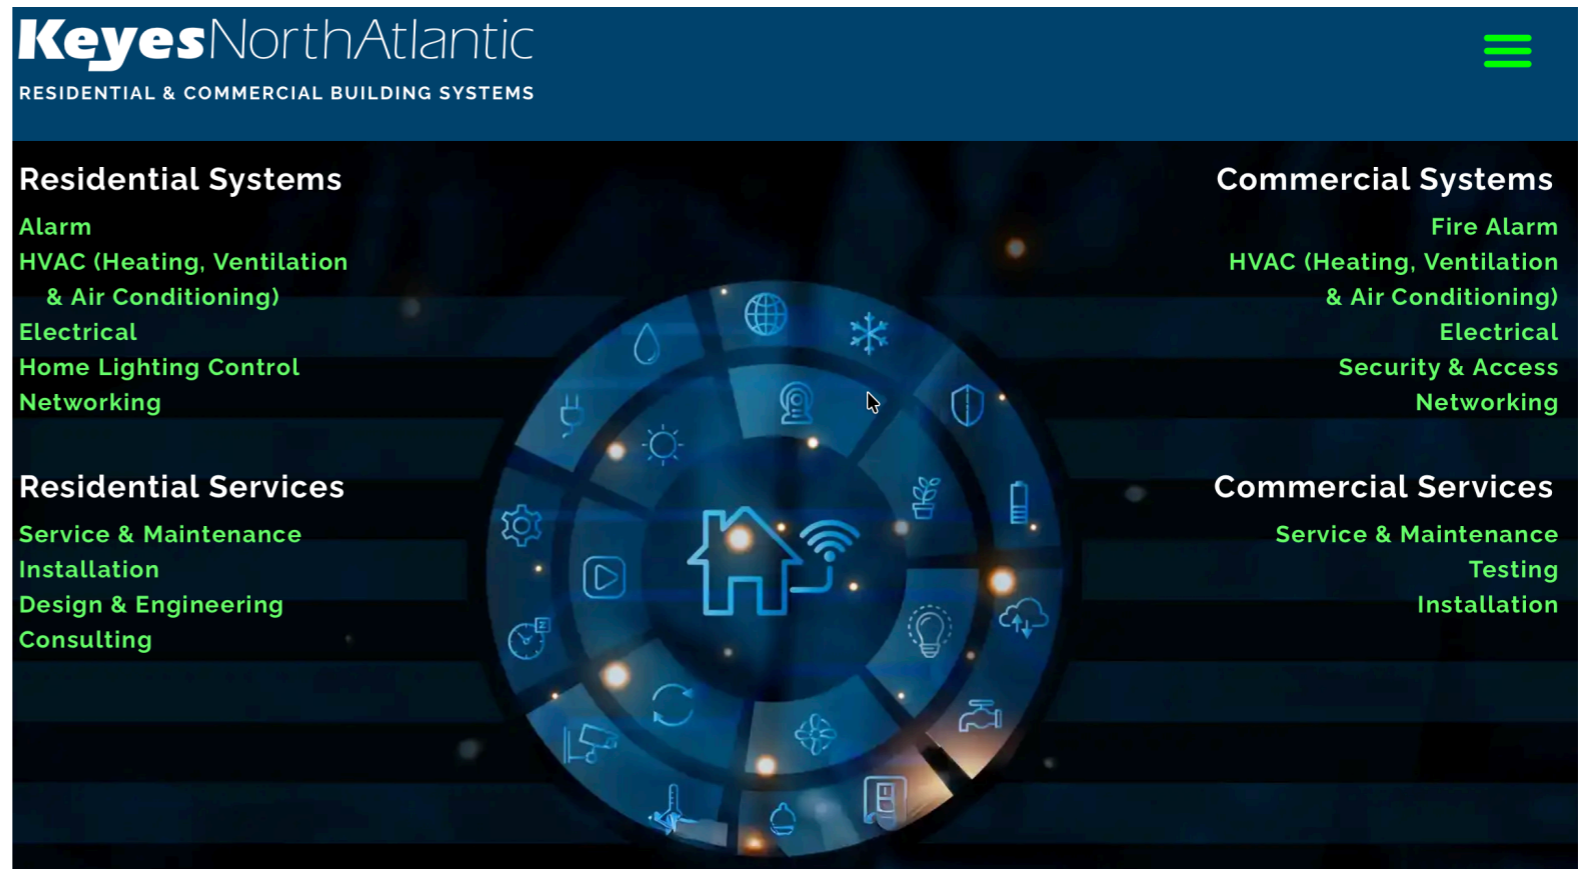 KeyesNorthAtlantic
RESIDENTIAL & COMMERCIAL BUILDING SYSTEMS
Residential Systems
Alarm
HVAC (Heating, Ventilation
& Air Conditioning)
Electrical
Home Lighting Control
Networking
Residential Services
Service & Maintenance
Installation
Design & Engineering
Consulting
Commercial Systems
Fire Alarm
HVAC (Heating, Ventilation
& Air Conditioning)
Electrical
Security & Access
Networking
Commercial Services
Service & Maintenance
Testing
Installation